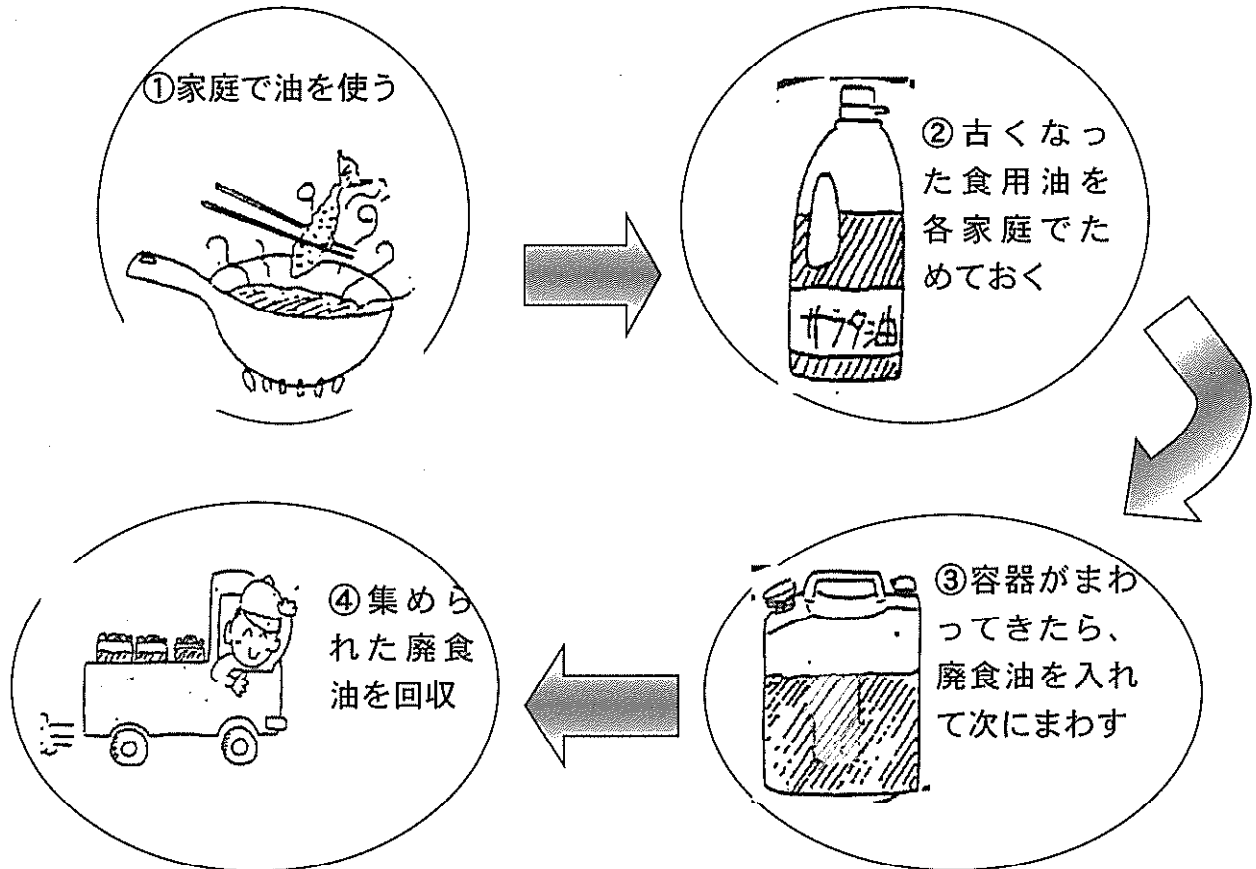 ①家庭で油を使う
②古くなっ
た食用油を
各家庭でた
めておく
サラダ油
③容器がまわ
ってきたら、
廃食油を入れ
て次にまわす
④集めら
れた廃食
油を回収